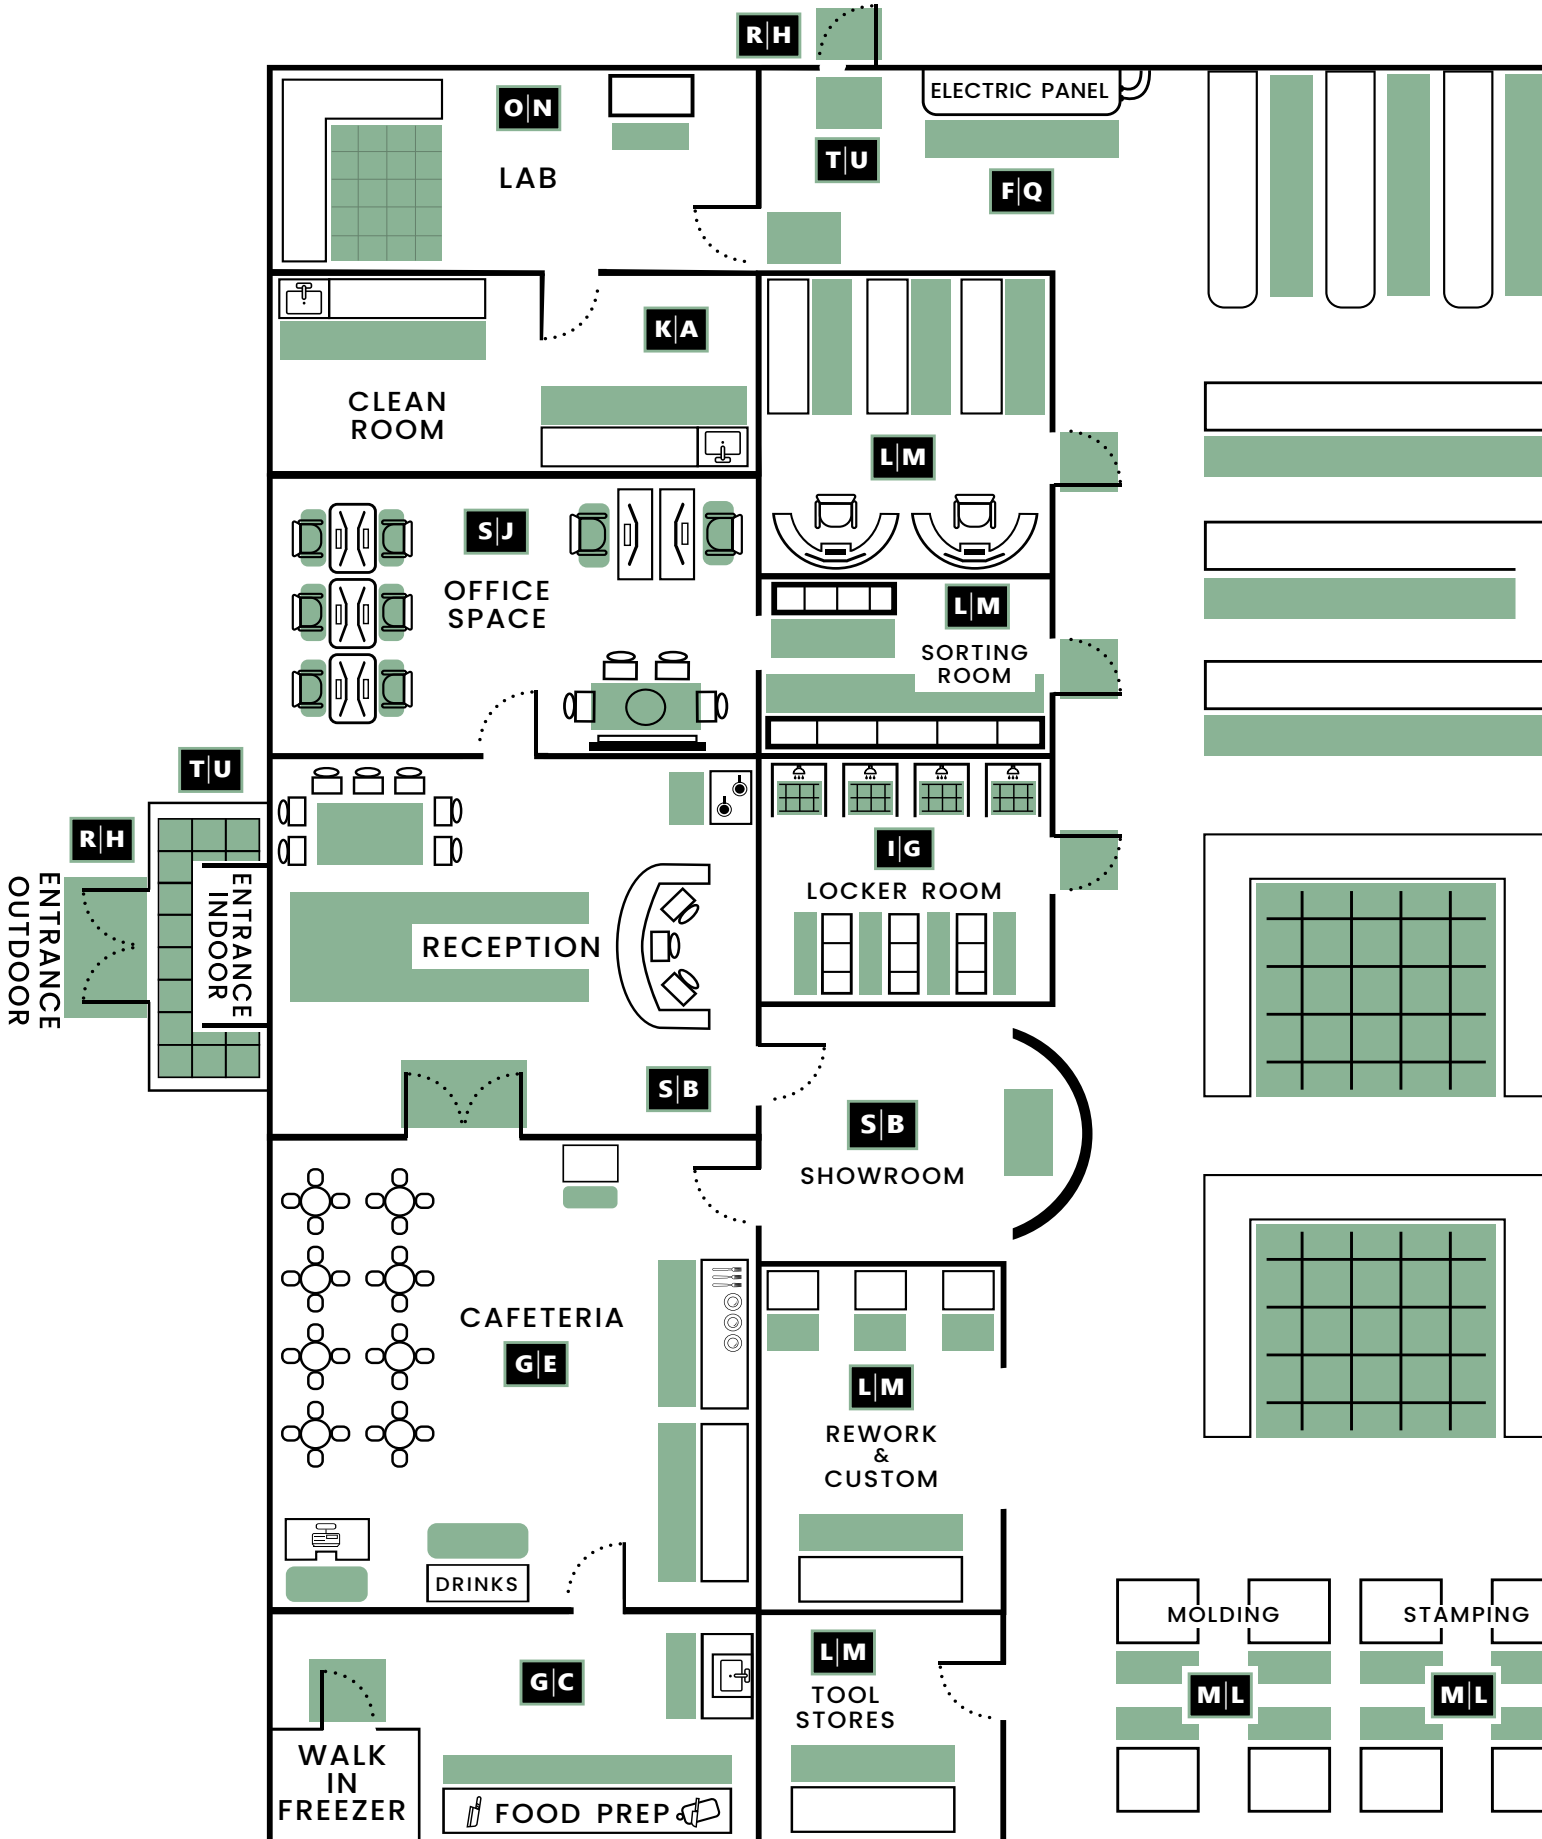 R|H
ELECTRIC PANEL
O|N
LAB
T|U
F|Q
K|A
CLEAN
ROOM
L|M
S|J
OFFICE
SPACE
L|M
SORTING
ROOM
T|U
R|H
ENTRANCE
OUTDOOR
ENTRANCE
INDOOR
I|G
LOCKER ROOM
RECEPTION
S|B
S|B
SHOWROOM
CAFETERIA
G|E
L|M
REWORK
&
CUSTOM
DRINKS
MOLDING
STAMPING
G|C
L|M
TOOL
STORES
M|L
M|L
WALK
IN
FREEZER
FOOD PREP